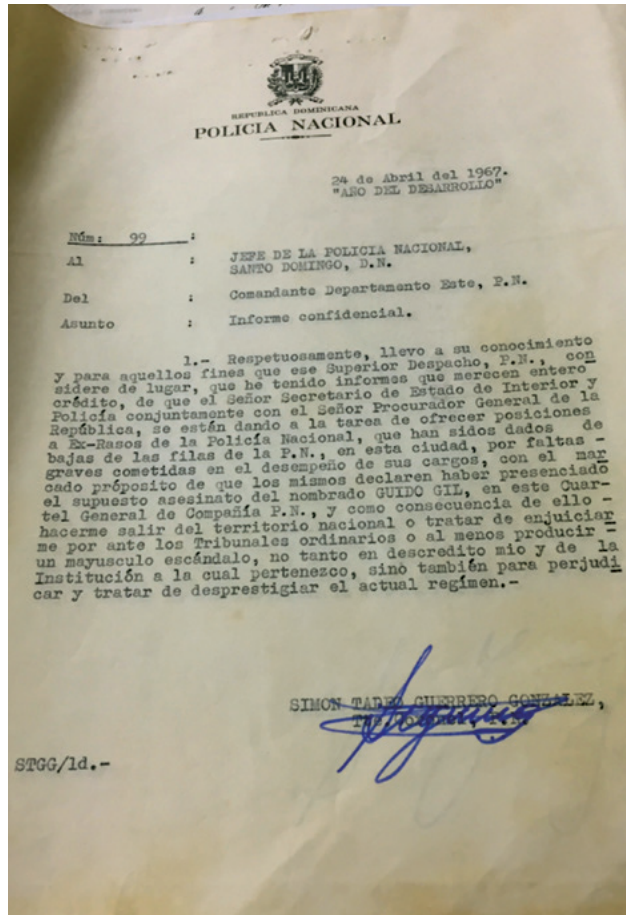 REPUBLICA DOMINICANA
POLICIA NACIONAL
24 de Abril del 1967.
"AÑO DEL DESARROLLO"
Núm: 99 :
Al : JEFE DE LA POLICIA NACIONAL,
SANTO DOMINGO, D.N.
Del : Comandante Departamento Este, P.N.
Asunto : Informe confidencial.
1.- Respetuosamente, llevo a su conocimiento
y para aquellos fines que ese Superior Despacho, P.N., con
sidere de lugar, que he tenido informes que merecen entero
crédito, de que el Señor Secretario de Estado de Interior y
Policía conjuntamente con el Señor Procurador General de la
República, se están dando a la tarea de ofrecer posiciones
a Ex-Rasos de la Policía Nacional, que han sidos dados de
bajas de las filas de la P.N., en esta ciudad, por faltas -
graves cometidas en el desempeño de sus cargos, con el mar
cado próposito de que los mismos declaren haber presenciado
el supuesto asesinato del nombrado GUIDO GIL, en este Cuar-
tel General de Compañía P.N., y como consecuencia de ello -
hacerme salir del territorio nacional o tratar de enjuiciar
me por ante los Tribunales ordinarios o al menos producir -
un mayusculo escándalo, no tanto en descredito mio y de la
Institución a la cual pertenezco, sinó también para perjudi
car y tratar de desprestigiar el actual regímen.-
SIMON TADEO GUERRERO GONZALEZ,
STGG/ld.-